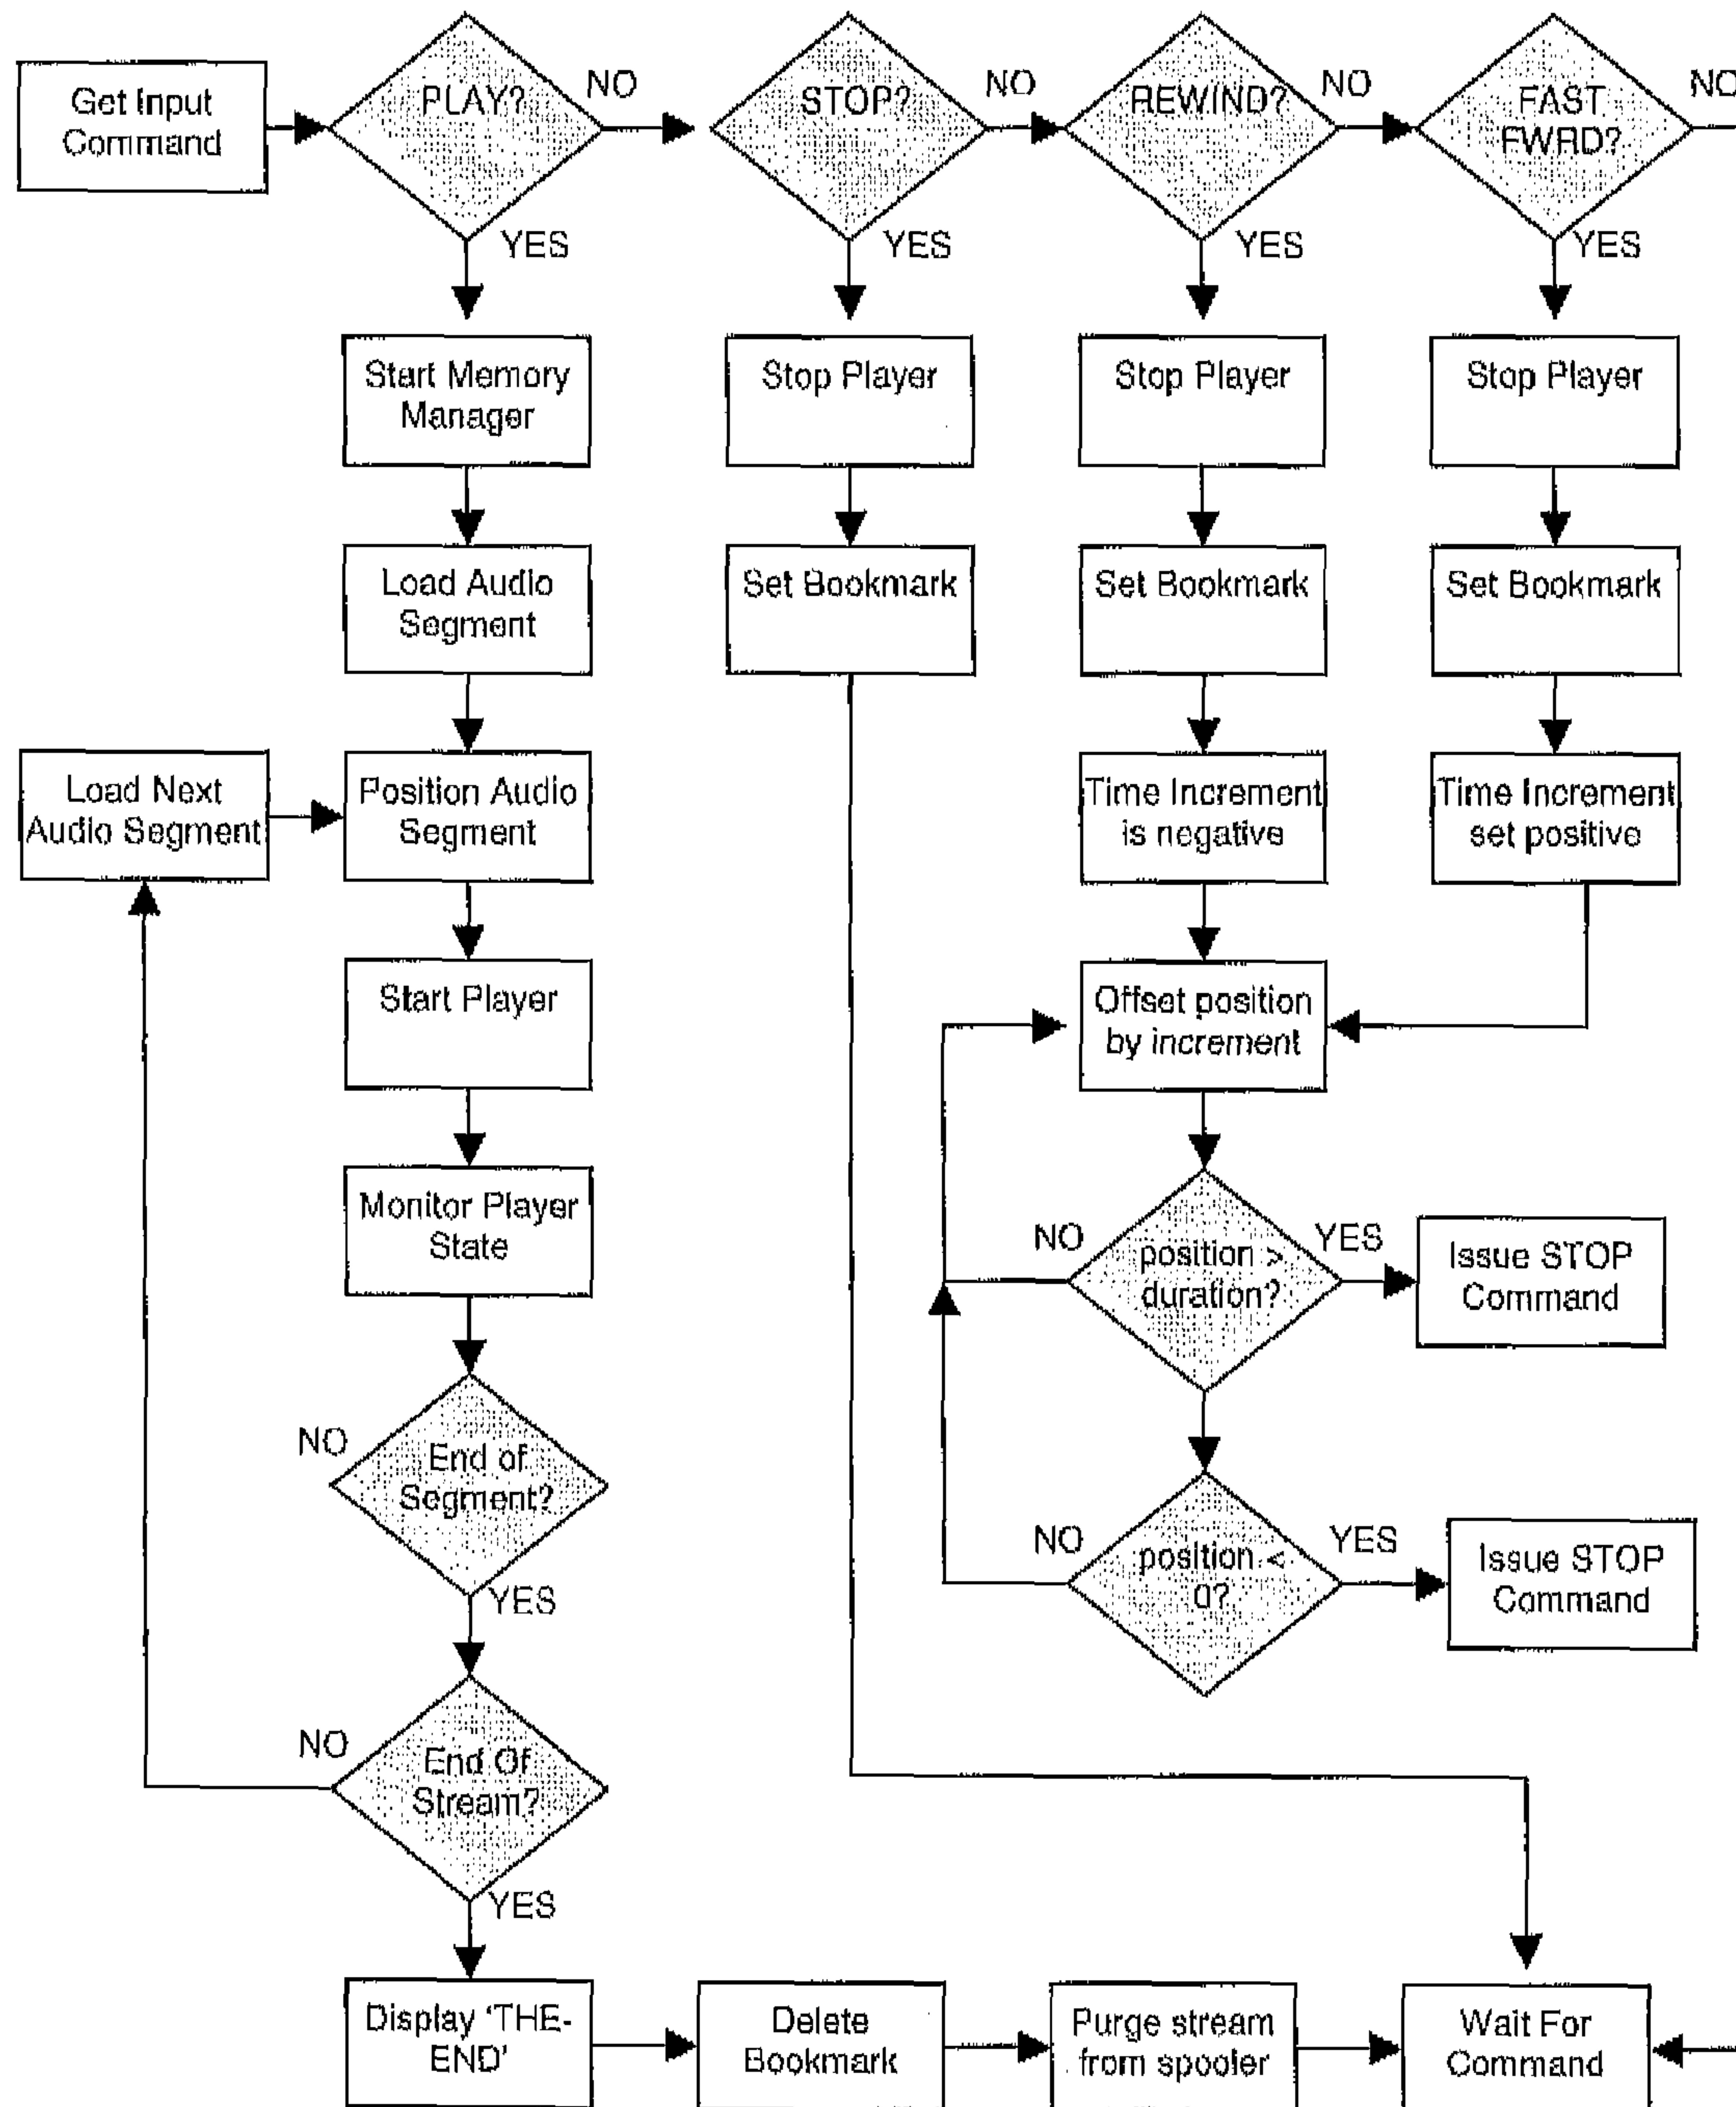 Get Input
Command
PLAY?
NO
STOP?
NO
REWIND?
NO
FAST
FWRD?
NO
YES
YES
YES
YES
Start Memory
Manager
Stop Player
Stop Player
Stop Player
Load Audio
Segment
Set Bookmark
Set Bookmark
Set Bookmark
Load Next
Audio Segment
Position Audio
Segment
Time Increment
is negative
Time Increment
set positive
Start Player
Offset position
by increment
Monitor Player
State
NO
position >
duration?
YES
Issue STOP
Command
NO
End of
Segment?
YES
NO
position <
0?
YES
Issue STOP
Command
NO
End Of
Stream?
YES
Display 'THE-
END'
Delete
Bookmark
Purge stream
from spooler
Wait For
Command